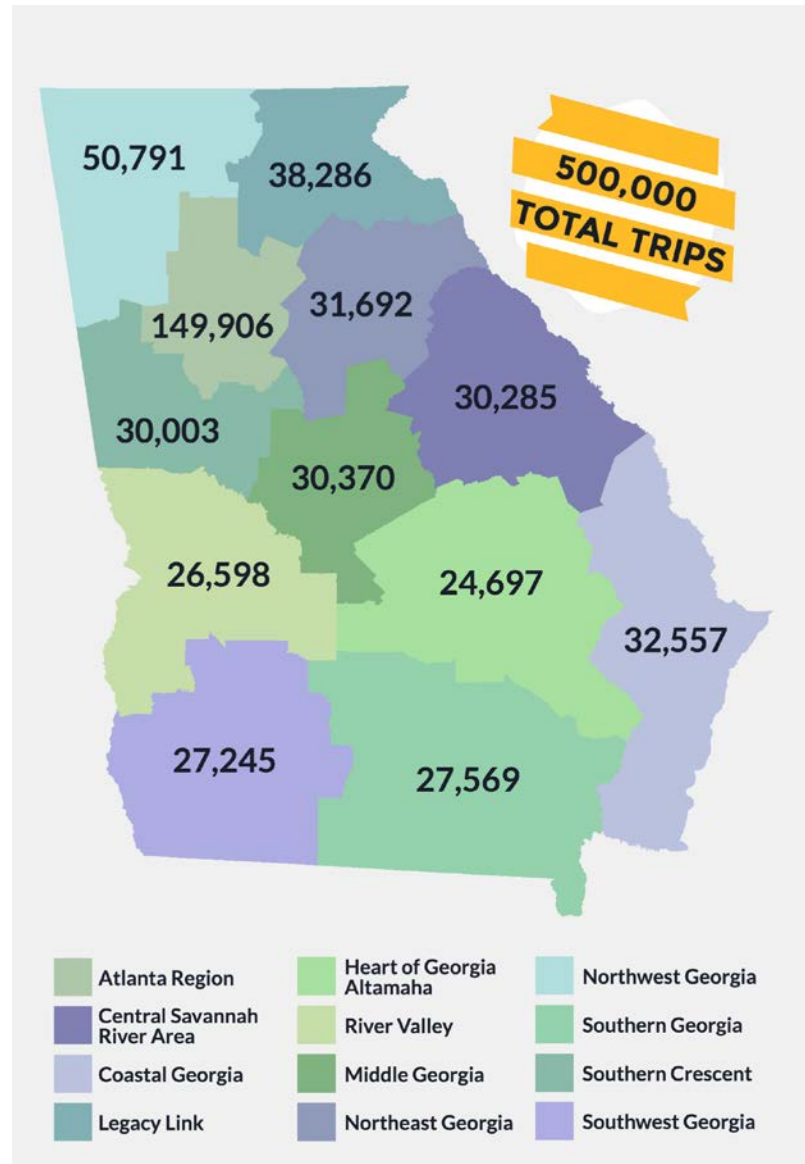 50,791
38,286
500,000
TOTAL TRIPS
149,906
31,692
30,003
30,370
30,285
26,598
24,697
32,557
27,245
27,569
Atlanta Region
Central Savannah
River Area
Coastal Georgia
Legacy Link
Heart of Georgia
Altamaha
River Valley
Middle Georgia
Northeast Georgia
Northwest Georgia
Southern Georgia
Southern Crescent
Southwest Georgia